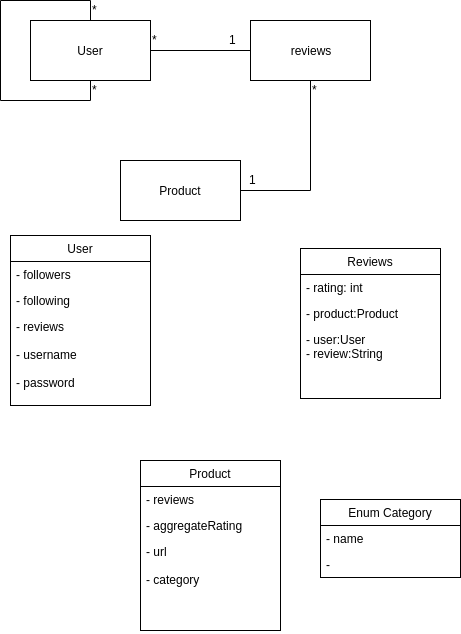 *
User
*
1
reviews
*
*
Product
1
User
- followers
- following
- reviews
- username
- password
Reviews
- rating: int
- product:Product
- user:User
- review:String
Product
- reviews
- aggregateRating
- url
- category
Enum Category
- name
-